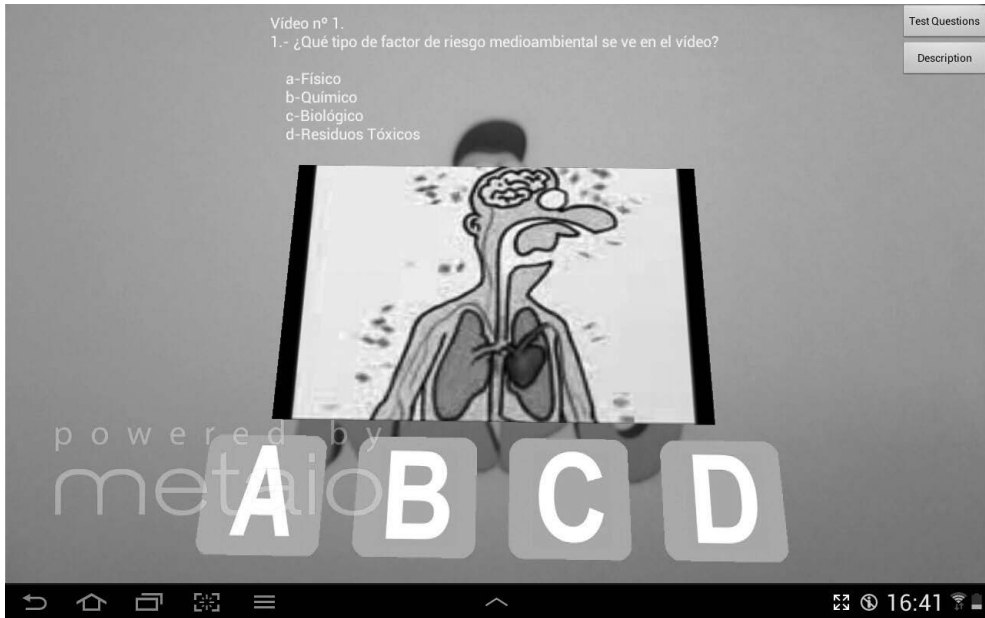 Vídeo nº 1.
1.- ¿Qué tipo de factor de riesgo medioambiental se ve en el vídeo?
a-Físico
b-Químico
c-Biológico
d-Residuos Tóxicos
Test Questions
Description
powered by
metaio
A B C D
16:41